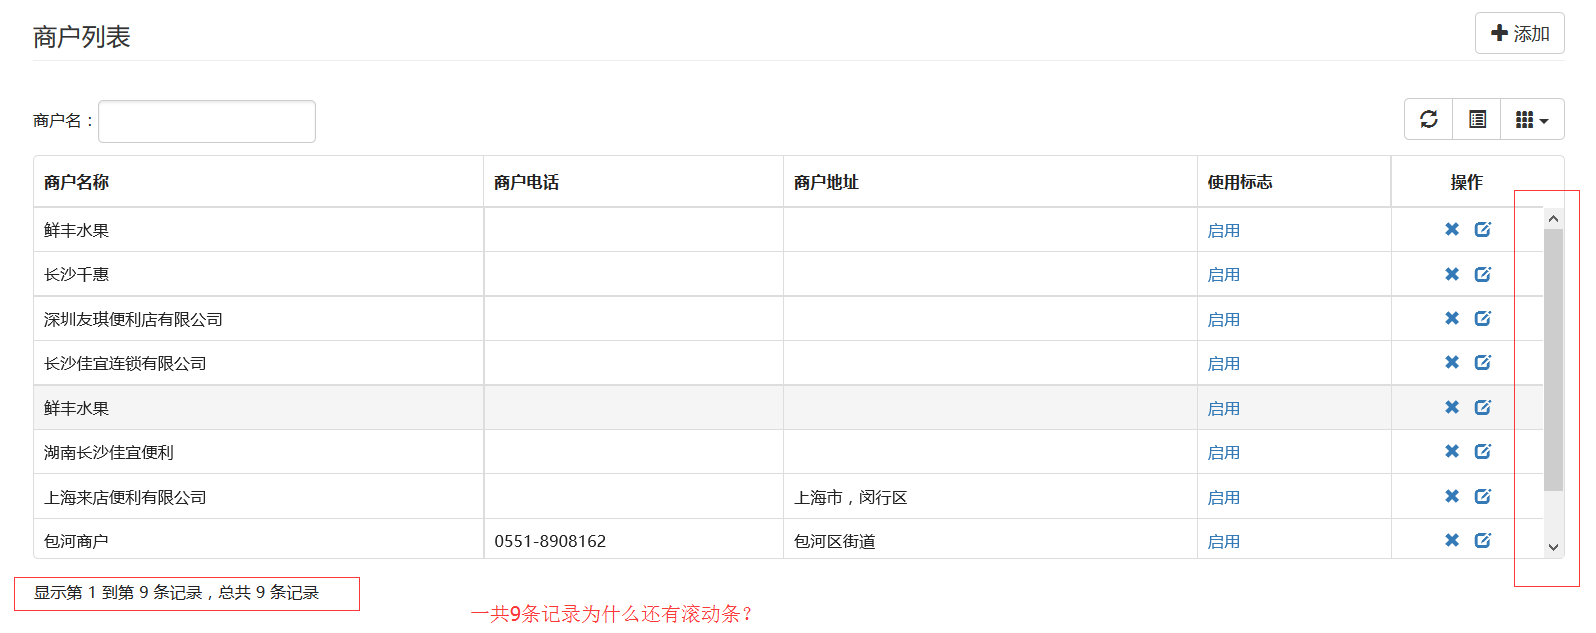 商户列表
添加
商户名：
商户名称 商户电话 商户地址 使用标志 操作
鲜丰水果 启用
长沙千惠 启用
深圳友琪便利店有限公司 启用
长沙佳宜连锁有限公司 启用
鲜丰水果 启用
湖南长沙佳宜便利 启用
上海来店便利有限公司 上海市，闵行区 启用
包河商户 0551-8908162 包河区街道 启用
显示第 1 到第 9 条记录，总共 9 条记录
一共9条记录为什么还有滚动条？